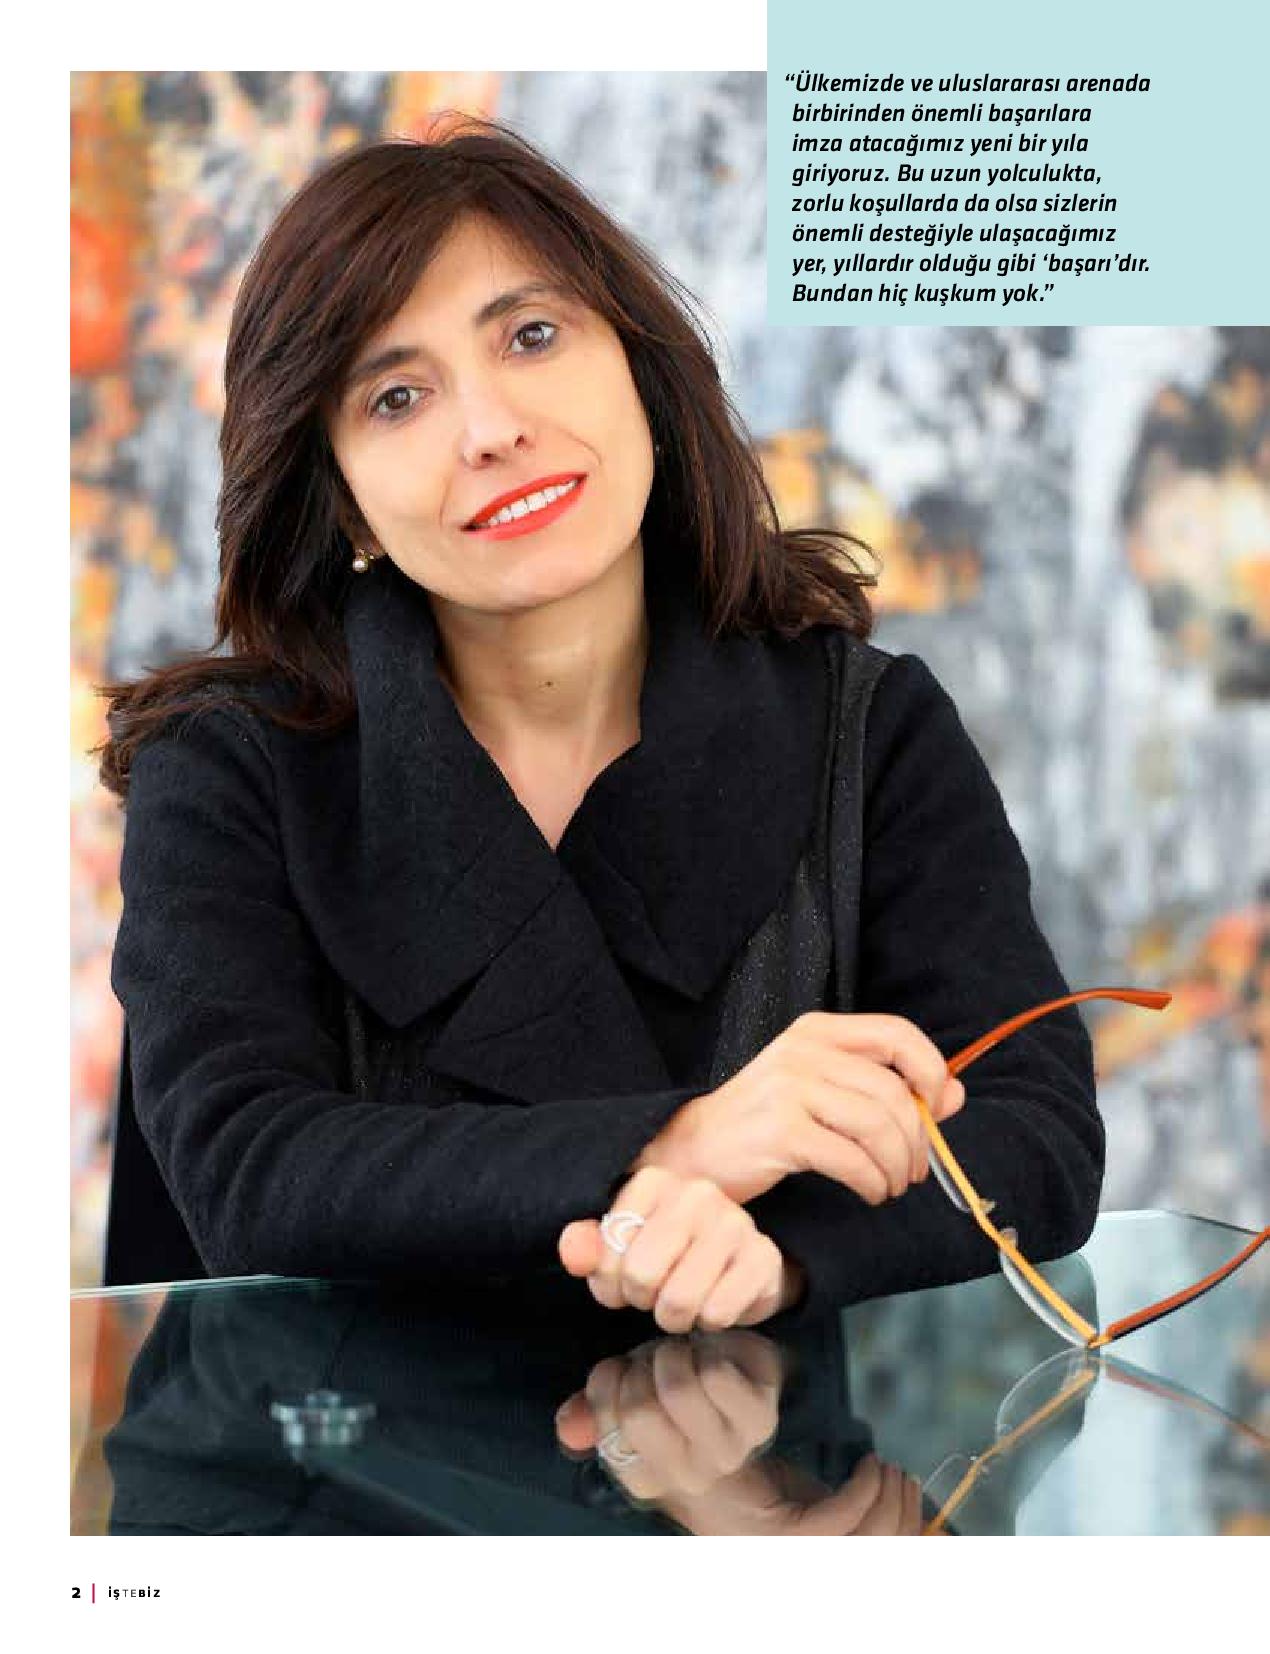 “Ülkemizde ve uluslararası arenada
birbirinden önemli başarılara
imza atacağımız yeni bir yıla
giriyoruz. Bu uzun yolculukta,
zorlu koşullarda da olsa sizlerin
önemli desteğiyle ulaşacağımız
yer, yıllardır olduğu gibi ‘başarı’dır.
Bundan hiç kuşkum yok.”
2 | İŞTEBİZ